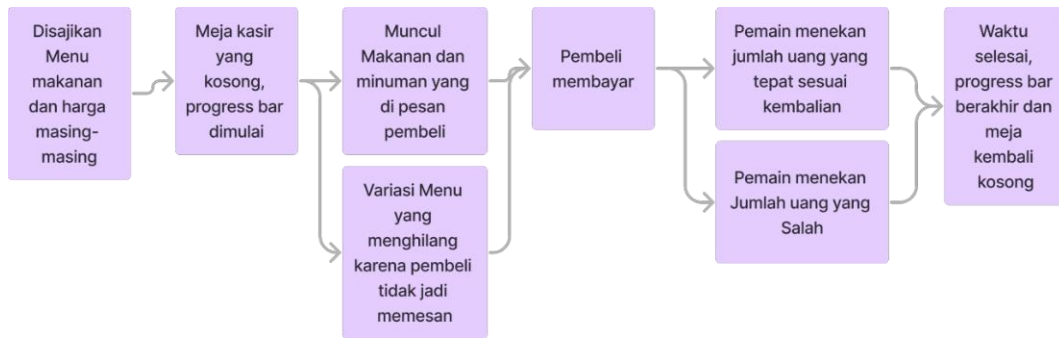 Disajikan
Menu
makanan
dan harga
masing-
masing
Meja kasir
yang
kosong,
progress bar
dimulai
Muncul
Makanan dan
minuman yang
di pesan
pembeli
Variasi Menu
yang
menghilang
karena pembeli
tidak jadi
memesan
Pembeli
membayar
Pemain menekan
jumlah uang yang
tepat sesuai
kembalian
Pemain menekan
Jumlah uang yang
Salah
Waktu
selesai,
progress bar
berakhir dan
meja
kembali
kosong